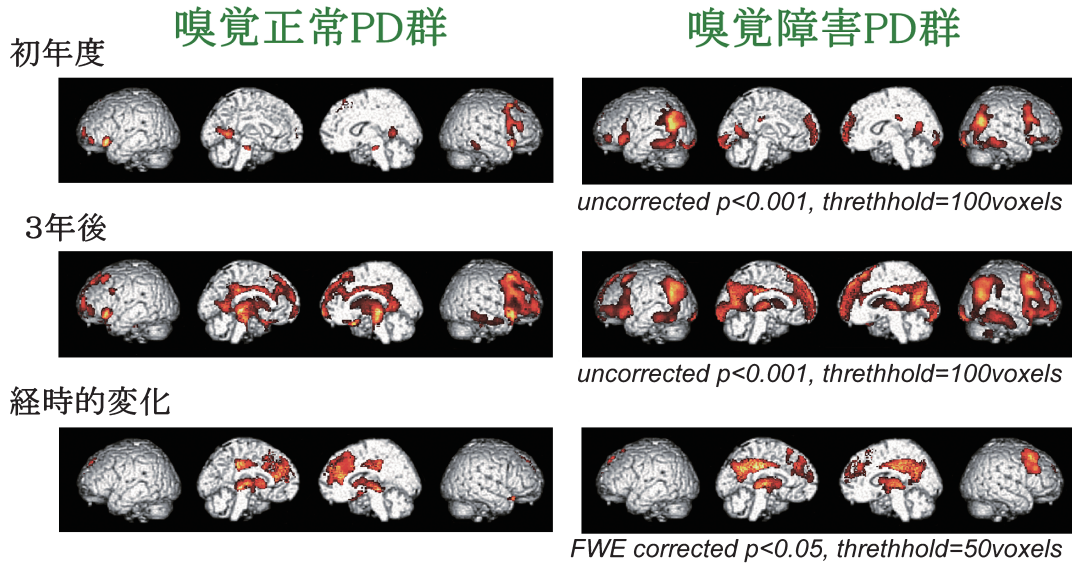 嗅覚正常PD群
嗅覚障害PD群
初年度
uncorrected p<0.001, threthhold=100voxels
3年後
uncorrected p<0.001, threthhold=100voxels
経時的変化
FWE corrected p<0.05, threthhold=50voxels